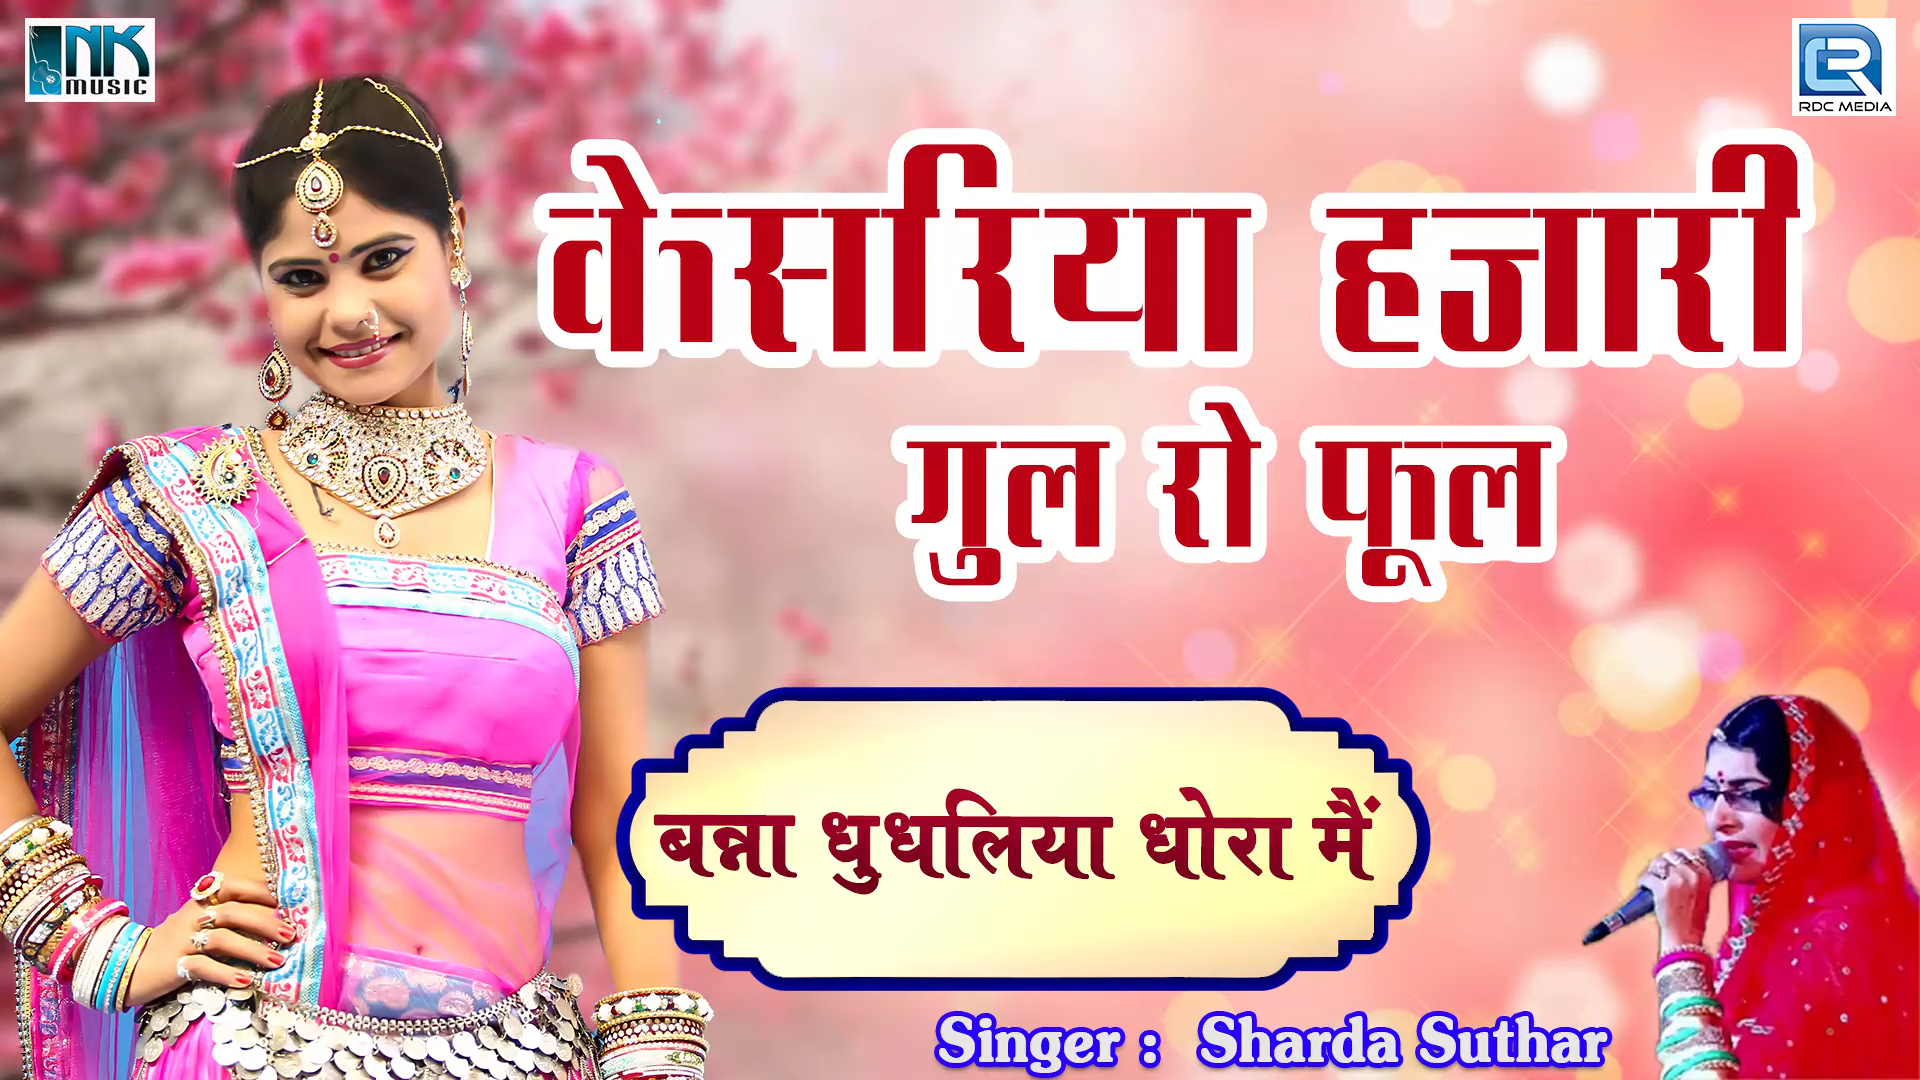 NK
MUSIC
RDC MEDIA
केसरिया हजारी
गुल रो फूल
बन्ना धुधलिया धोरा मैं
Singer : Sharda Suthar